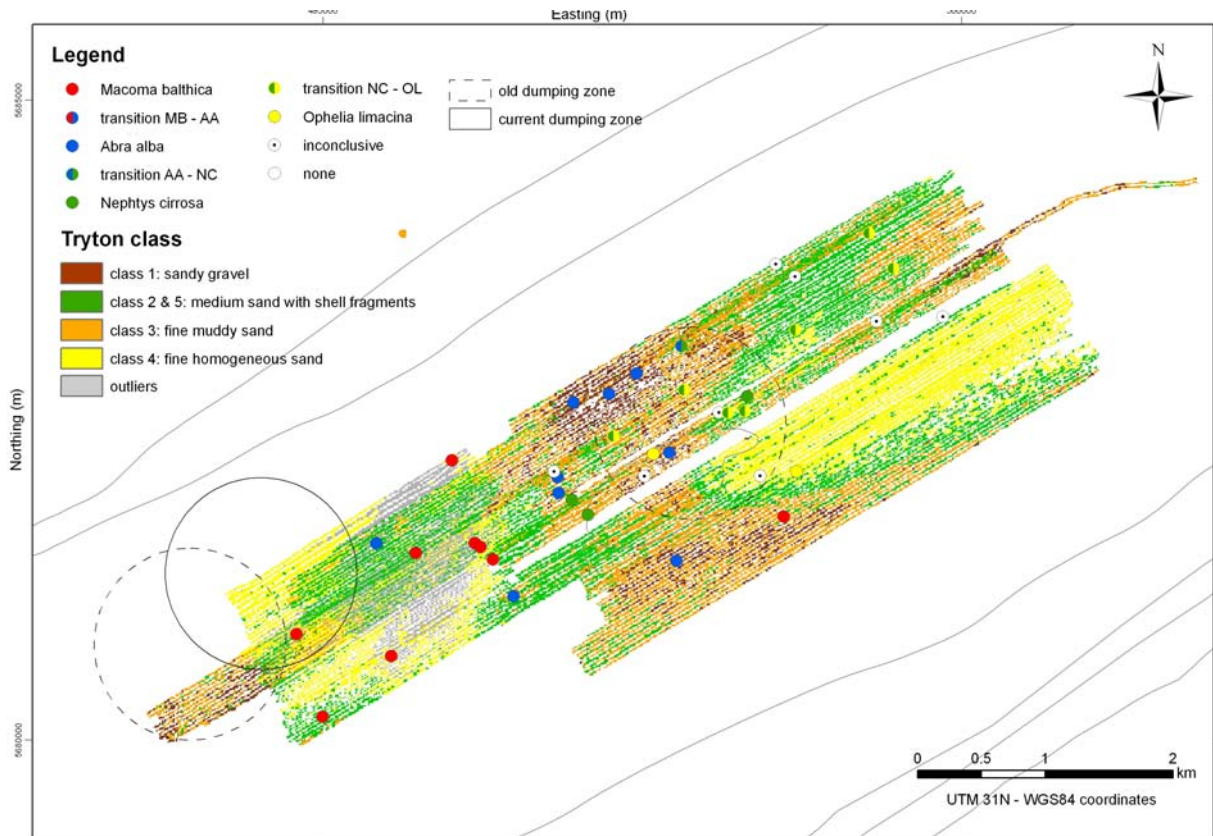 Easting (m)
N
Legend
Macoma balthica
transition MB - AA
Abra alba
transition AA - NC
Nephtys cirrosa
transition NC - OL
Ophelia limacina
inconclusive
none
old dumping zone
current dumping zone
Tryton class
class 1: sandy gravel
class 2 & 5: medium sand with shell fragments
class 3: fine muddy sand
class 4: fine homogeneous sand
outliers
5685000
Northing (m)
5680000
0 0.5 1 2
km
UTM 31N - WGS84 coordinates